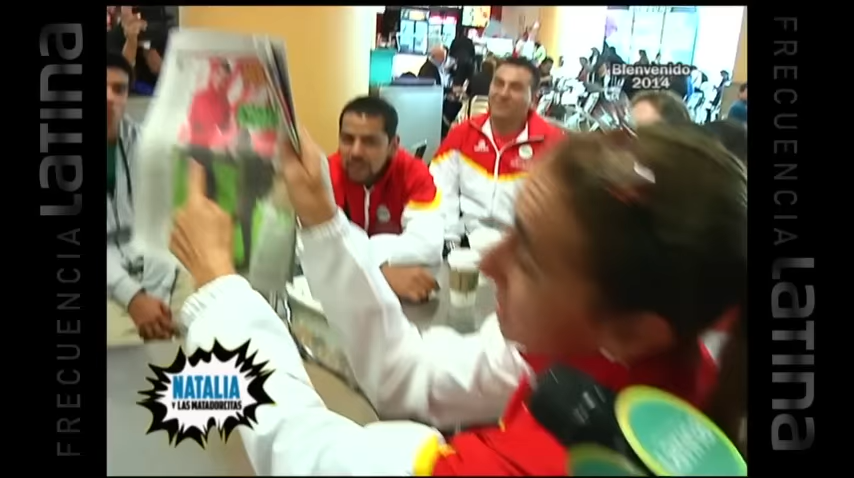 FRECUENCIA LATINA
Bienvenido
2014
NATALIA
Y LAS MATADORCITAS
FRECUENCIA LATINA